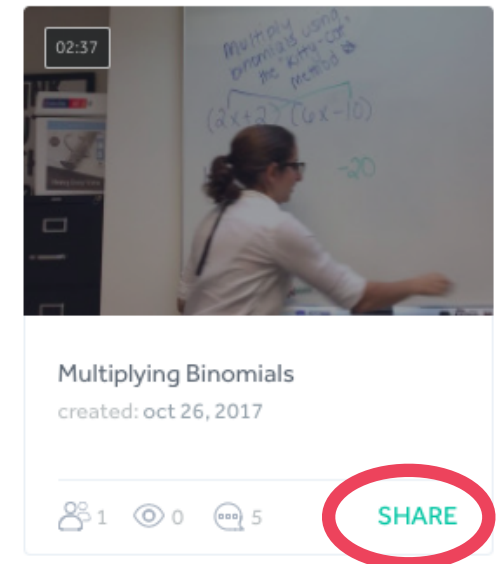 02:37
Multiply
binomials using
the "Kitty-Cat"
method
(2x+2) (6x-10)
-20
Multiplying Binomials
created: oct 26, 2017
1
0
5
SHARE